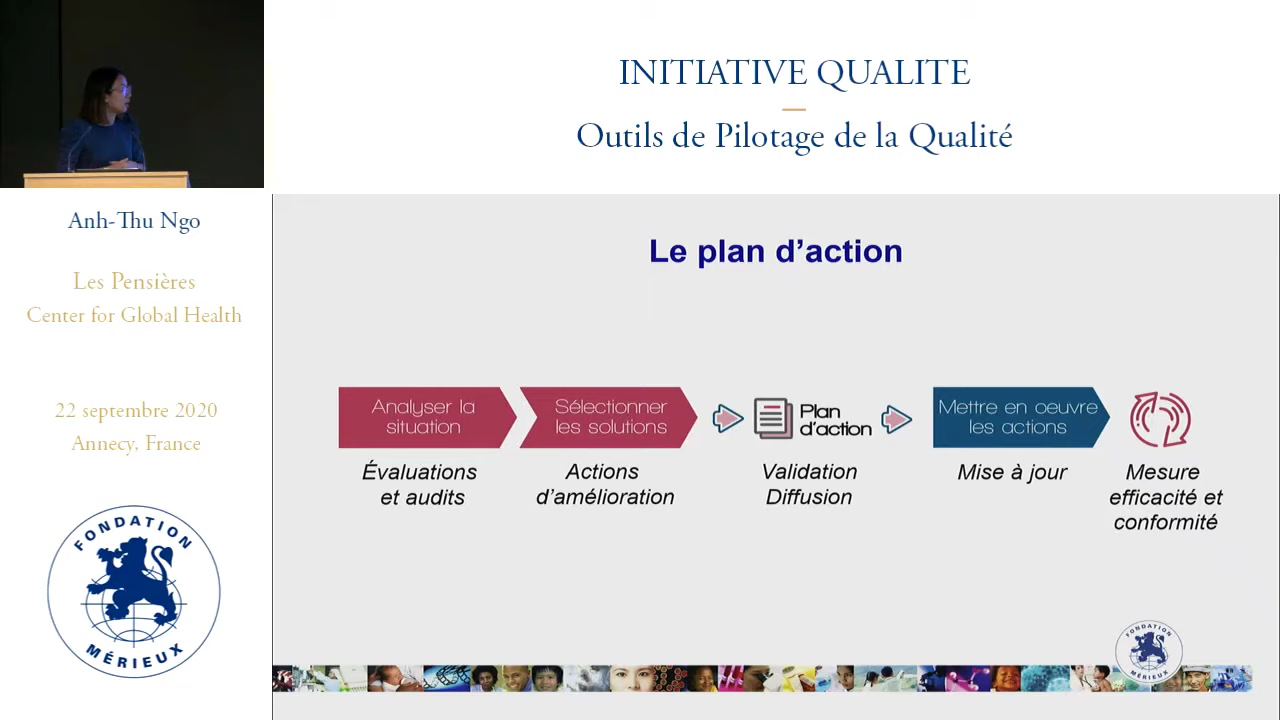 INITIATIVE QUALITE
Outils de Pilotage de la Qualité
Anh-Thu Ngo
Les Pensières
Center for Global Health
22 septembre 2020
Annecy, France
FONDATION
MÉRIEUX
Le plan d'action
Analyser la
situation
Évaluations
et audits
Sélectionner
les solutions
Actions
d'amélioration
Plan
d'action
Validation
Diffusion
Mettre en oeuvre
les actions
Mise à jour
Mesure
efficacité et
conformité
FONDATION
MÉRIEUX